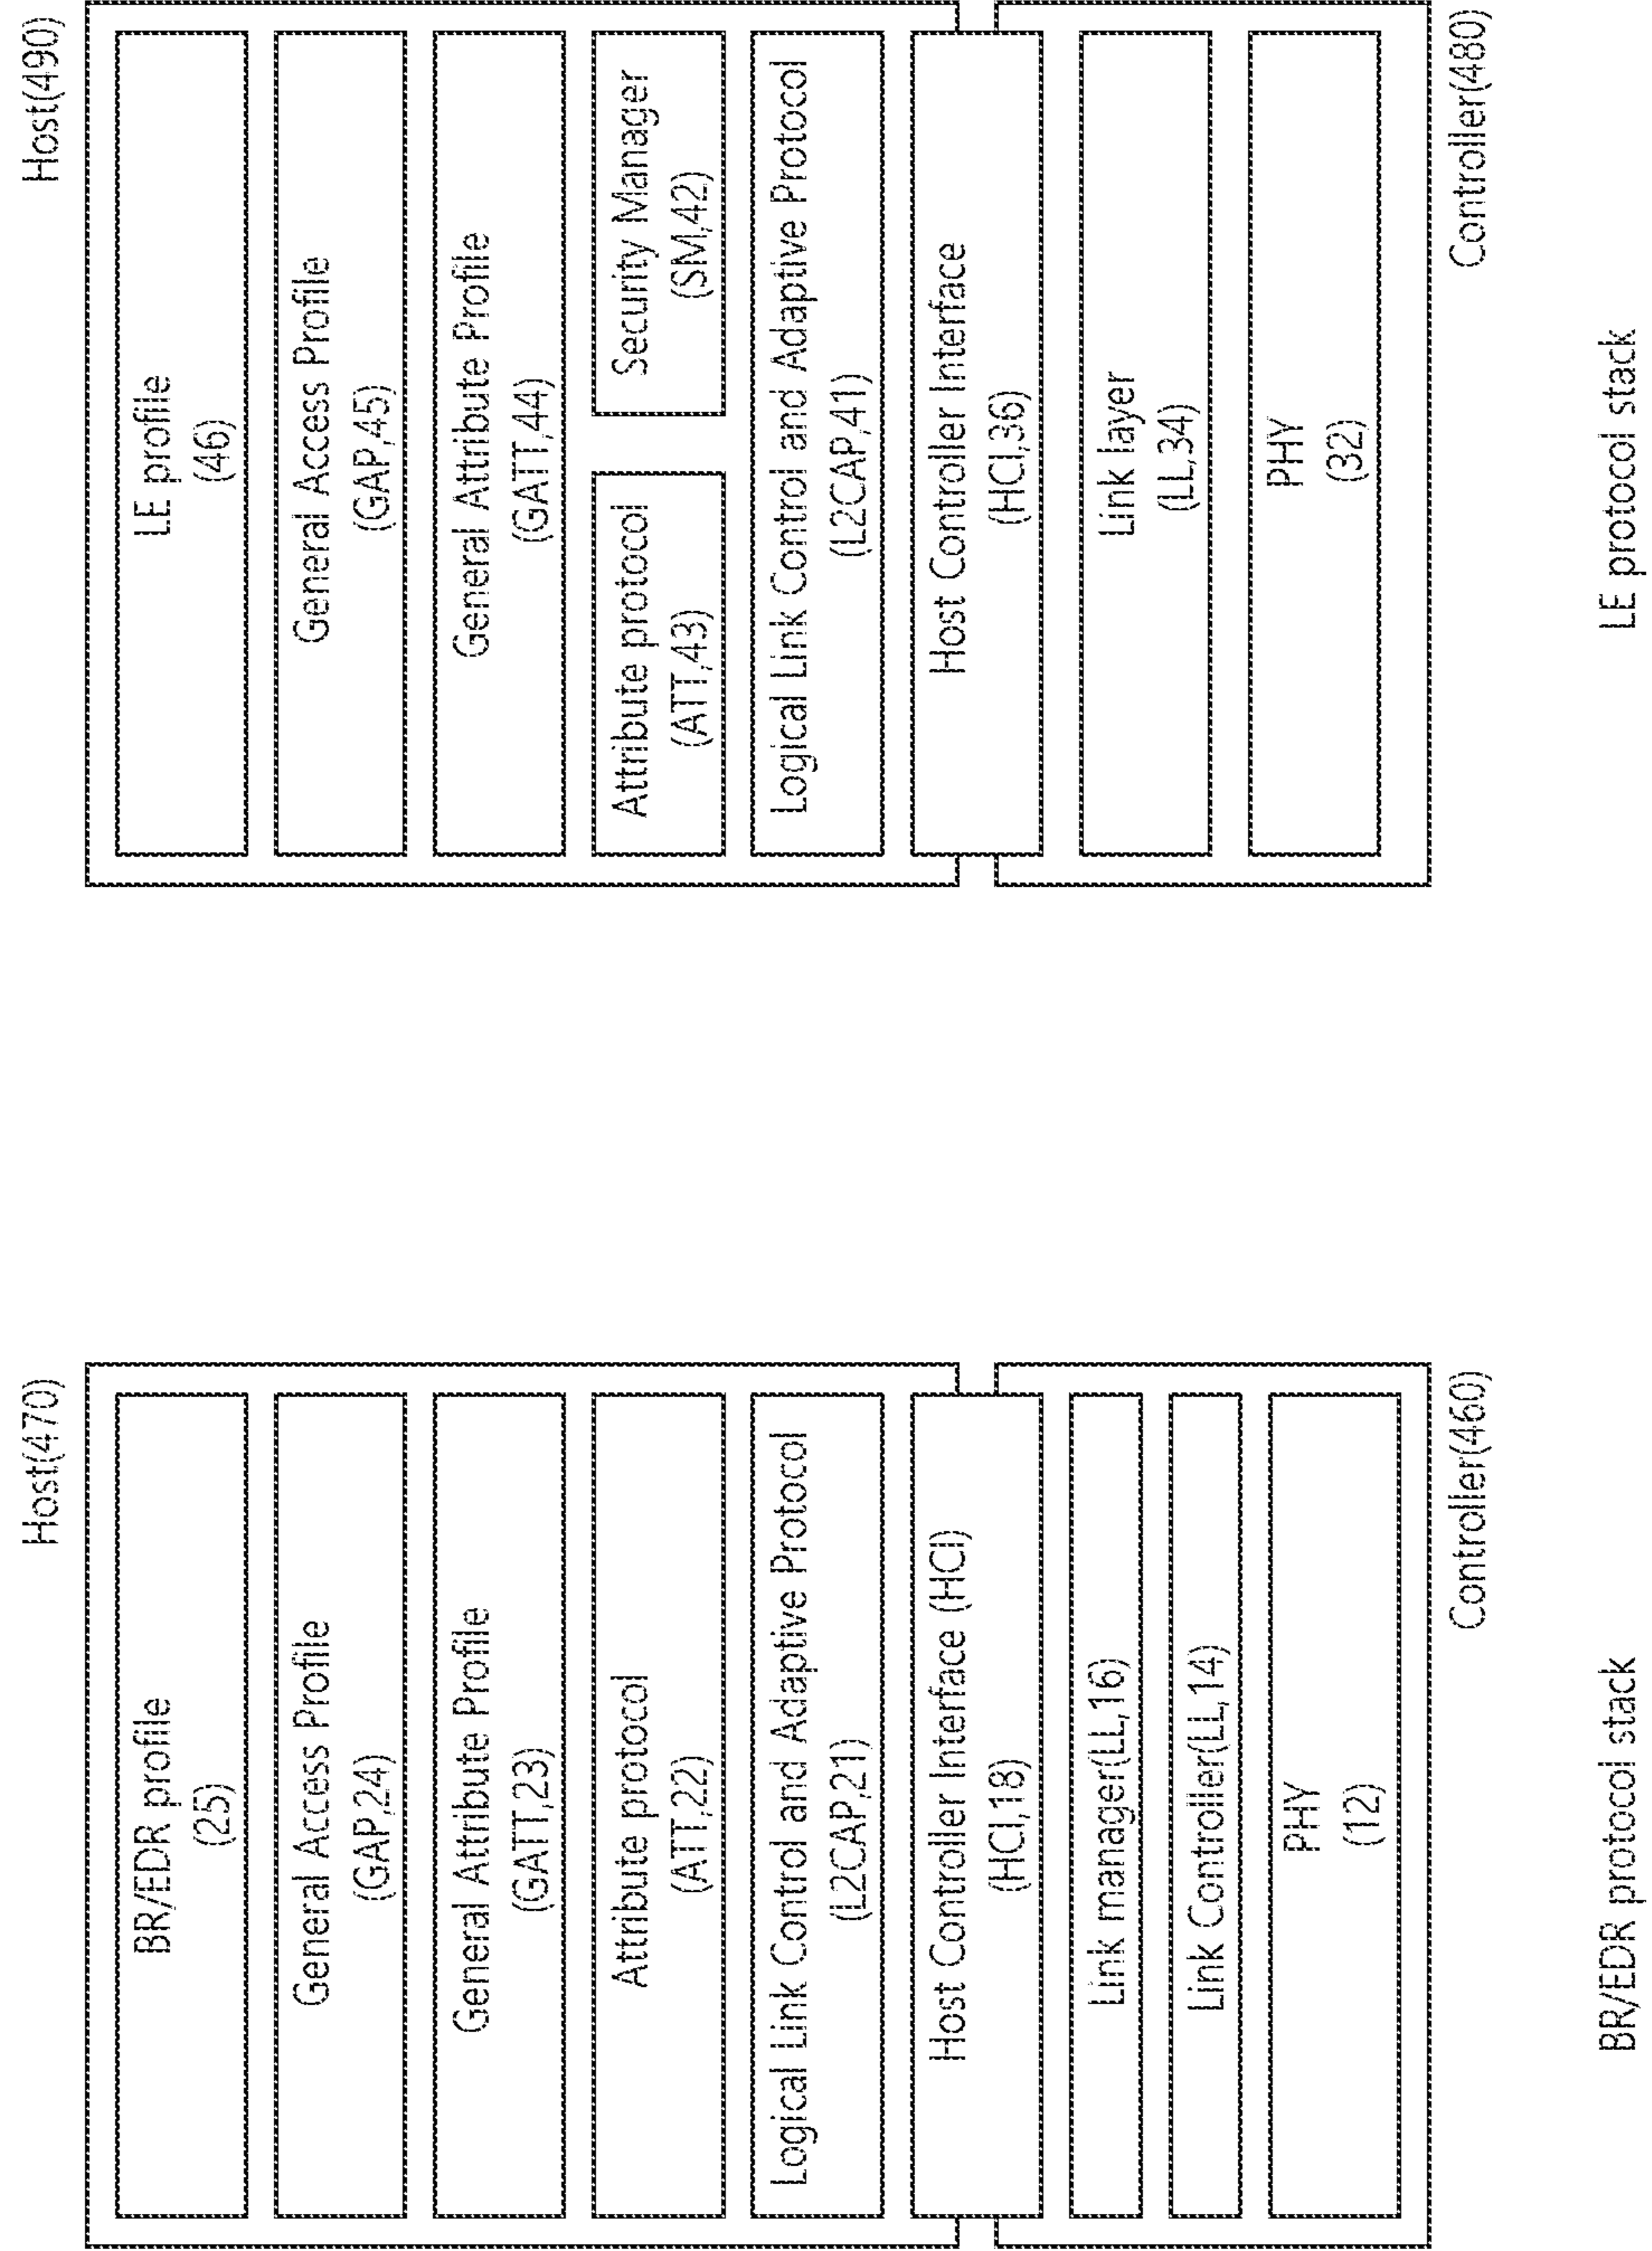 Host(470)
BR/EDR profile
(25)
General Access Profile
(GAP,24)
General Attribute Profile
(GATT,23)
Attribute protocol
(ATT,22)
Logical Link Control and Adaptive Protocol
(L2CAP,21)
Host Controller Interface (HCI)
(HCI,18)
Link manager(LL,16)
Link Controller(LL,14)
PHY
(12)
Controller(460)
BR/EDR protocol stack
Host(490)
LE profile
(46)
General Access Profile
(GAP,45)
General Attribute Profile
(GATT,44)
Attribute protocol
(ATT,43)
Security Manager
(SM,42)
Logical Link Control and Adaptive Protocol
(L2CAP,41)
Host Controller Interface
(HCI,36)
Link layer
(LL,34)
PHY
(32)
Controller(480)
LE protocol stack